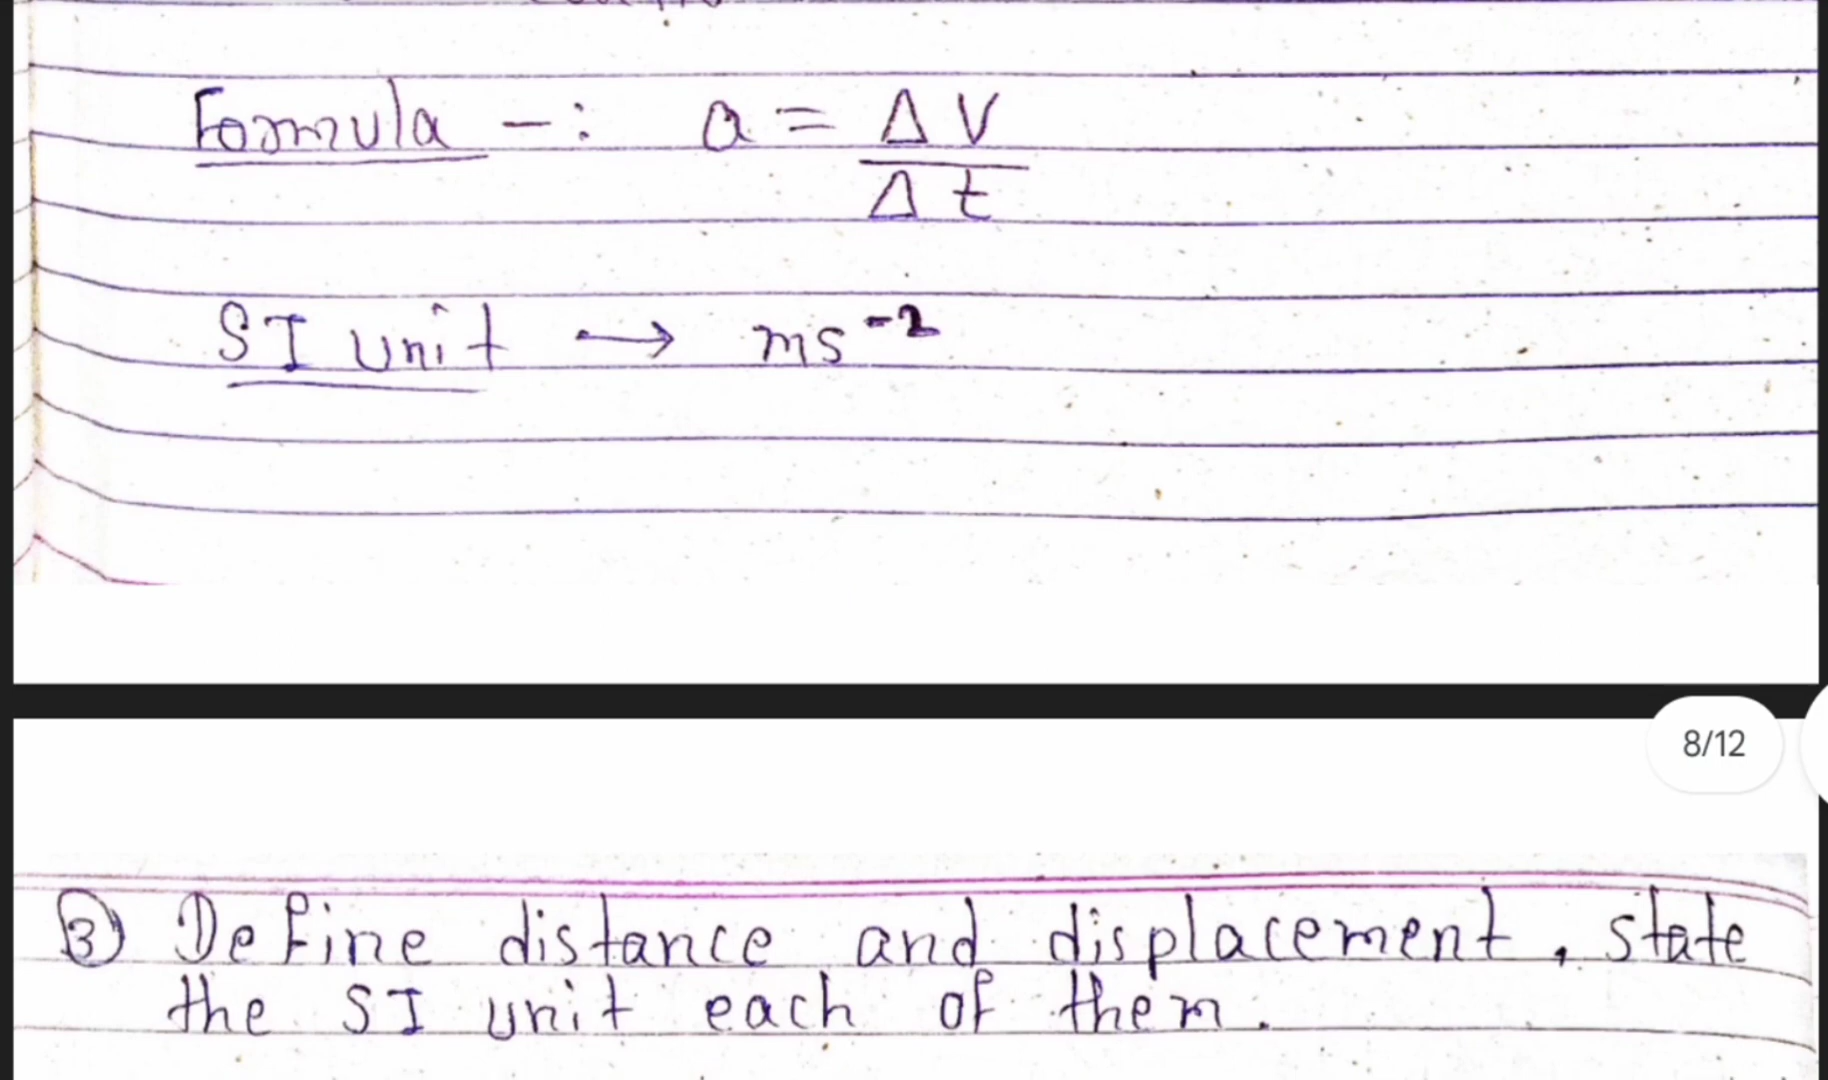 Formula -: a = ΔV
Δt
SI unit → ms⁻²
8/12
③ Define distance and displacement, state
the SI unit each of them.